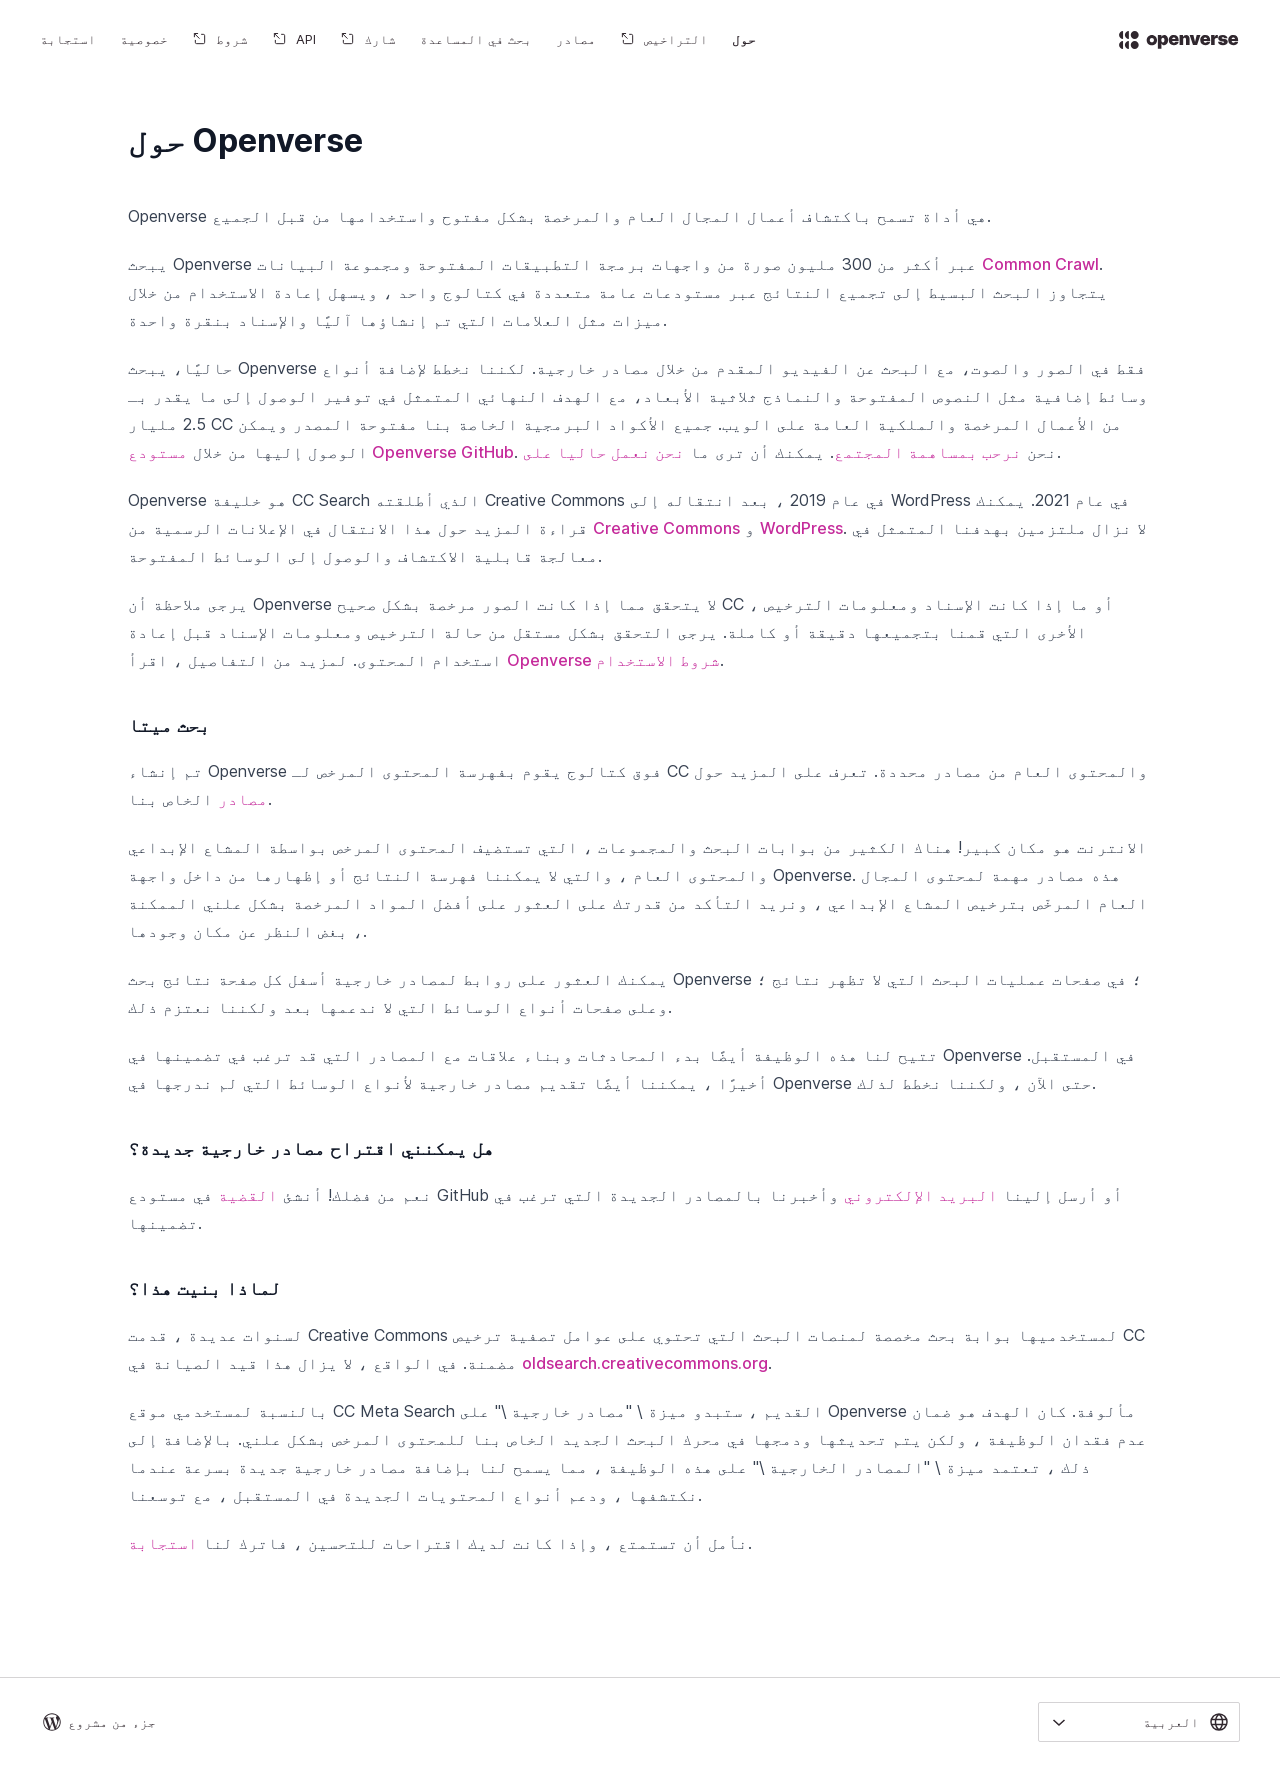 حول
التراخيص
مصادر
بحث في المساعدة
شارك
API
شروط
خصوصية
استجابة
openverse
حول Openverse
Openverse هي أداة تسمح باكتشاف أعمال المجال العام والمرخصة بشكل مفتوح واستخدامها من قبل الجميع.
يبحث Openverse عبر أكثر من 300 مليون صورة من واجهات برمجة التطبيقات المفتوحة ومجموعة البيانات Common Crawl.
يتجاوز البحث البسيط إلى تجميع النتائج عبر مستودعات عامة متعددة في كتالوج واحد ، ويسهل إعادة الاستخدام من خلال
ميزات مثل العلامات التي تم إنشاؤها آليًا والإسناد بنقرة واحدة.
حاليًا، يبحث Openverse فقط في الصور والصوت، مع البحث عن الفيديو المقدم من خلال مصادر خارجية. لكننا نخطط لإضافة أنواع
وسائط إضافية مثل النصوص المفتوحة والنماذج ثلاثية الأبعاد، مع الهدف النهائي المتمثل في توفير الوصول إلى ما يقدر بـ
2.5 مليار CC من الأعمال المرخصة والملكية العامة على الويب. جميع الأكواد البرمجية الخاصة بنا مفتوحة المصدر ويمكن
الوصول إليها من خلال مستودع Openverse GitHub. نحن نرحب بمساهمة المجتمع. يمكنك أن ترى ما نحن نعمل حاليا على.
Openverse هو خليفة CC Search الذي أطلقته Creative Commons في عام 2019 ، بعد انتقاله إلى WordPress في عام 2021. يمكنك
قراءة المزيد حول هذا الانتقال في الإعلانات الرسمية من Creative Commons و WordPress. لا نزال ملتزمين بهدفنا المتمثل في
معالجة قابلية الاكتشاف والوصول إلى الوسائط المفتوحة.
يرجى ملاحظة أن Openverse لا يتحقق مما إذا كانت الصور مرخصة بشكل صحيح CC ، أو ما إذا كانت الإسناد ومعلومات الترخيص
الأخرى التي قمنا بتجميعها دقيقة أو كاملة. يرجى التحقق بشكل مستقل من حالة الترخيص ومعلومات الإسناد قبل إعادة
استخدام المحتوى. لمزيد من التفاصيل ، اقرأ Openverse شروط الاستخدام.
بحث ميتا
تم إنشاء Openverse فوق كتالوج يقوم بفهرسة المحتوى المرخص لـ CC والمحتوى العام من مصادر محددة. تعرف على المزيد حول
مصادر الخاص بنا.
الانترنت هو مكان كبير! هناك الكثير من بوابات البحث والمجموعات ، التي تستضيف المحتوى المرخص بواسطة المشاع الإبداعي
والمحتوى العام ، والتي لا يمكننا فهرسة النتائج أو إظهارها من داخل واجهة Openverse. هذه مصادر مهمة لمحتوى المجال
العام المرخّص بترخيص المشاع الإبداعي ، ونريد التأكد من قدرتك على العثور على أفضل المواد المرخصة بشكل علني الممكنة
، بغض النظر عن مكان وجودها.
يمكنك العثور على روابط لمصادر خارجية أسفل كل صفحة نتائج بحث Openverse ؛ في صفحات عمليات البحث التي لا تظهر نتائج ؛
وعلى صفحات أنواع الوسائط التي لا ندعمها بعد ولكننا نعتزم ذلك.
تتيح لنا هذه الوظيفة أيضًا بدء المحادثات وبناء علاقات مع المصادر التي قد ترغب في تضمينها في Openverse في المستقبل.
أخيرًا ، يمكننا أيضًا تقديم مصادر خارجية لأنواع الوسائط التي لم ندرجها في Openverse حتى الآن ، ولكننا نخطط لذلك.
هل يمكنني اقتراح مصادر خارجية جديدة؟
نعم من فضلك! أنشئ القضية في مستودع GitHub أو أرسل إلينا البريد الإلكتروني وأخبرنا بالمصادر الجديدة التي ترغب في
تضمينها.
لماذا بنيت هذا؟
لسنوات عديدة ، قدمت Creative Commons لمستخدميها بوابة بحث مخصصة لمنصات البحث التي تحتوي على عوامل تصفية ترخيص CC
مضمنة. في الواقع ، لا يزال هذا قيد الصيانة في oldsearch.creativecommons.org.
بالنسبة لمستخدمي موقع CC Meta Search القديم ، ستبدو ميزة \ "مصادر خارجية \" على Openverse مألوفة. كان الهدف هو ضمان
عدم فقدان الوظيفة ، ولكن يتم تحديثها ودمجها في محرك البحث الجديد الخاص بنا للمحتوى المرخص بشكل علني. بالإضافة إلى
ذلك ، تعتمد ميزة \ "المصادر الخارجية \" على هذه الوظيفة ، مما يسمح لنا بإضافة مصادر خارجية جديدة بسرعة عندما
نكتشفها ، ودعم أنواع المحتويات الجديدة في المستقبل ، مع توسعنا.
نأمل أن تستمتع ، وإذا كانت لديك اقتراحات للتحسين ، فاترك لنا استجابة.
العربية
جزء من مشروع